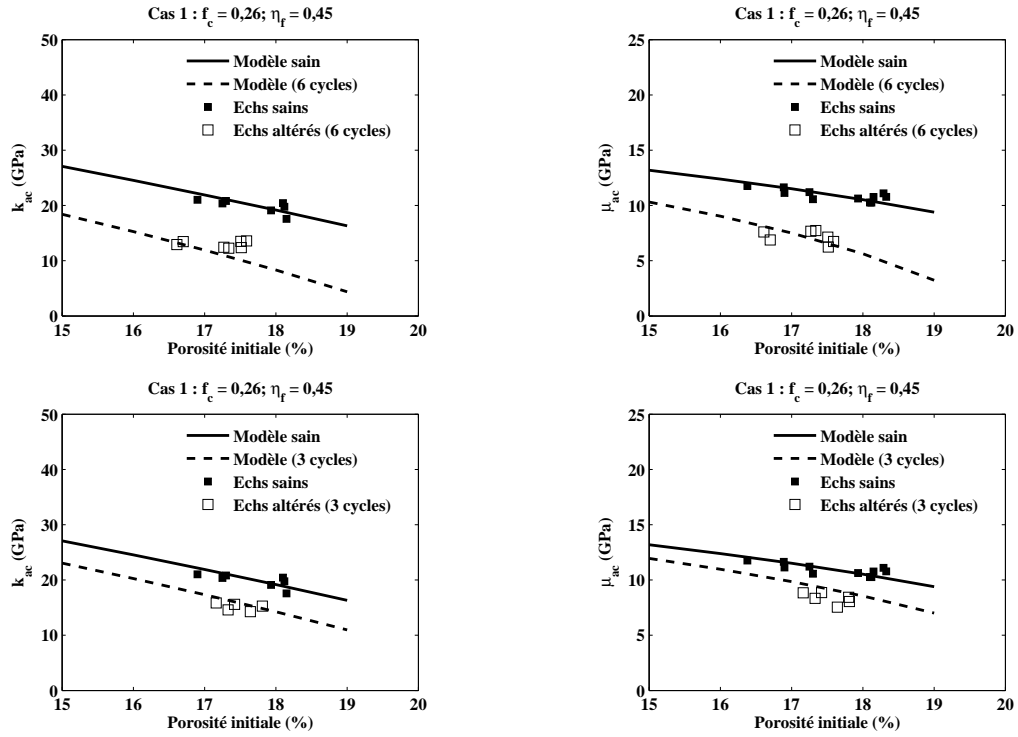 Cas 1 : f_c = 0,26; η_f = 0,45
50
40
30
20
10
0
k_ac (GPa)
Modèle sain
Modèle (6 cycles)
Echs sains
Echs altérés (6 cycles)
15 16 17 18 19 20
Porosité initiale (%)
Cas 1 : f_c = 0,26; η_f = 0,45
25
20
15
10
5
0
μ_ac (GPa)
Modèle sain
Modèle (6 cycles)
Echs sains
Echs altérés (6 cycles)
15 16 17 18 19 20
Porosité initiale (%)
Cas 1 : f_c = 0,26; η_f = 0,45
50
40
30
20
10
0
k_ac (GPa)
Modèle sain
Modèle (3 cycles)
Echs sains
Echs altérés (3 cycles)
15 16 17 18 19 20
Porosité initiale (%)
Cas 1 : f_c = 0,26; η_f = 0,45
25
20
15
10
5
0
μ_ac (GPa)
Modèle sain
Modèle (3 cycles)
Echs sains
Echs altérés (3 cycles)
15 16 17 18 19 20
Porosité initiale (%)